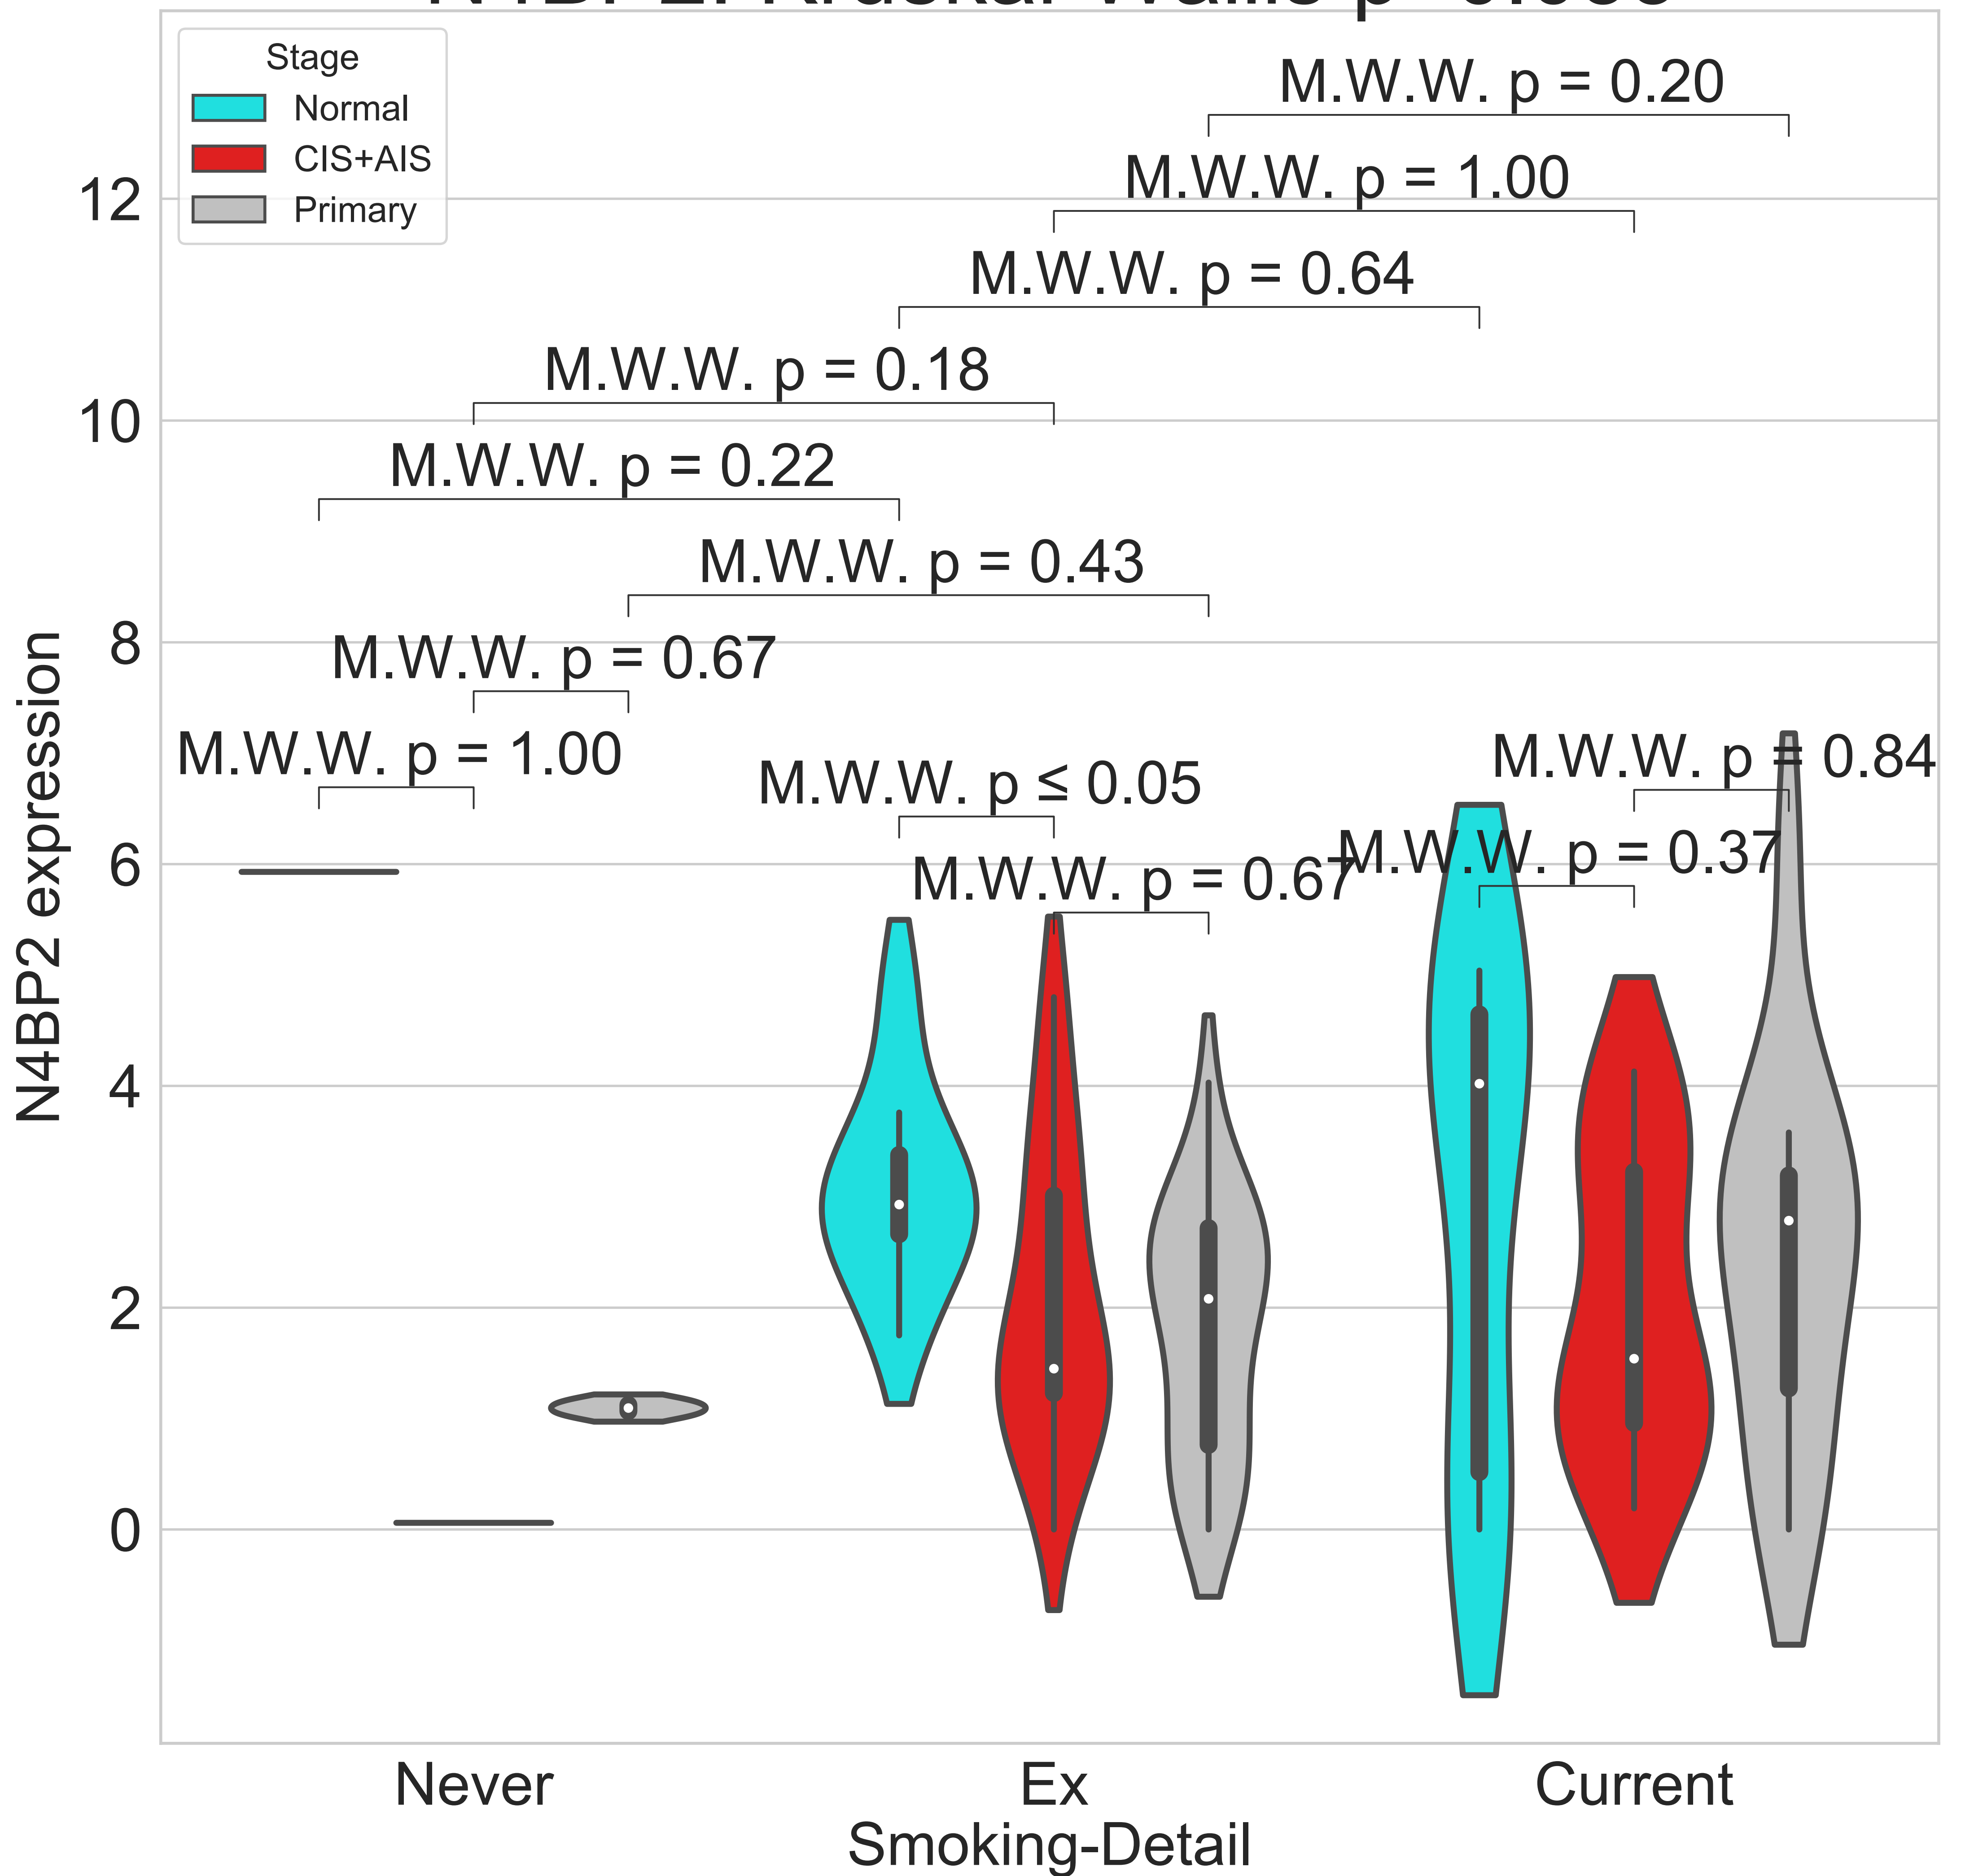 Stage
Normal
CIS+AIS
Primary
M.W.W. p = 0.20
M.W.W. p = 1.00
M.W.W. p = 0.64
M.W.W. p = 0.18
M.W.W. p = 0.22
M.W.W. p = 0.43
M.W.W. p = 0.67
M.W.W. p = 1.00
M.W.W. p ≤ 0.05
M.W.W. p = 0.67
M.W.W. p = 0.84
M.W.W. p = 0.37
12
10
8
6
4
2
0
N4BP2 expression
Never
Ex
Current
Smoking-Detail